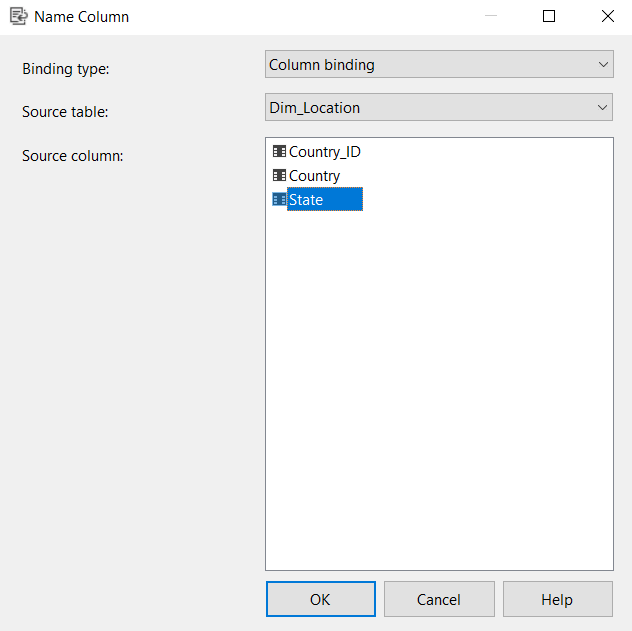 Name Column
Binding type:
Column binding
Source table:
Dim_Location
Source column:
Country_ID
Country
State
OK
Cancel
Help